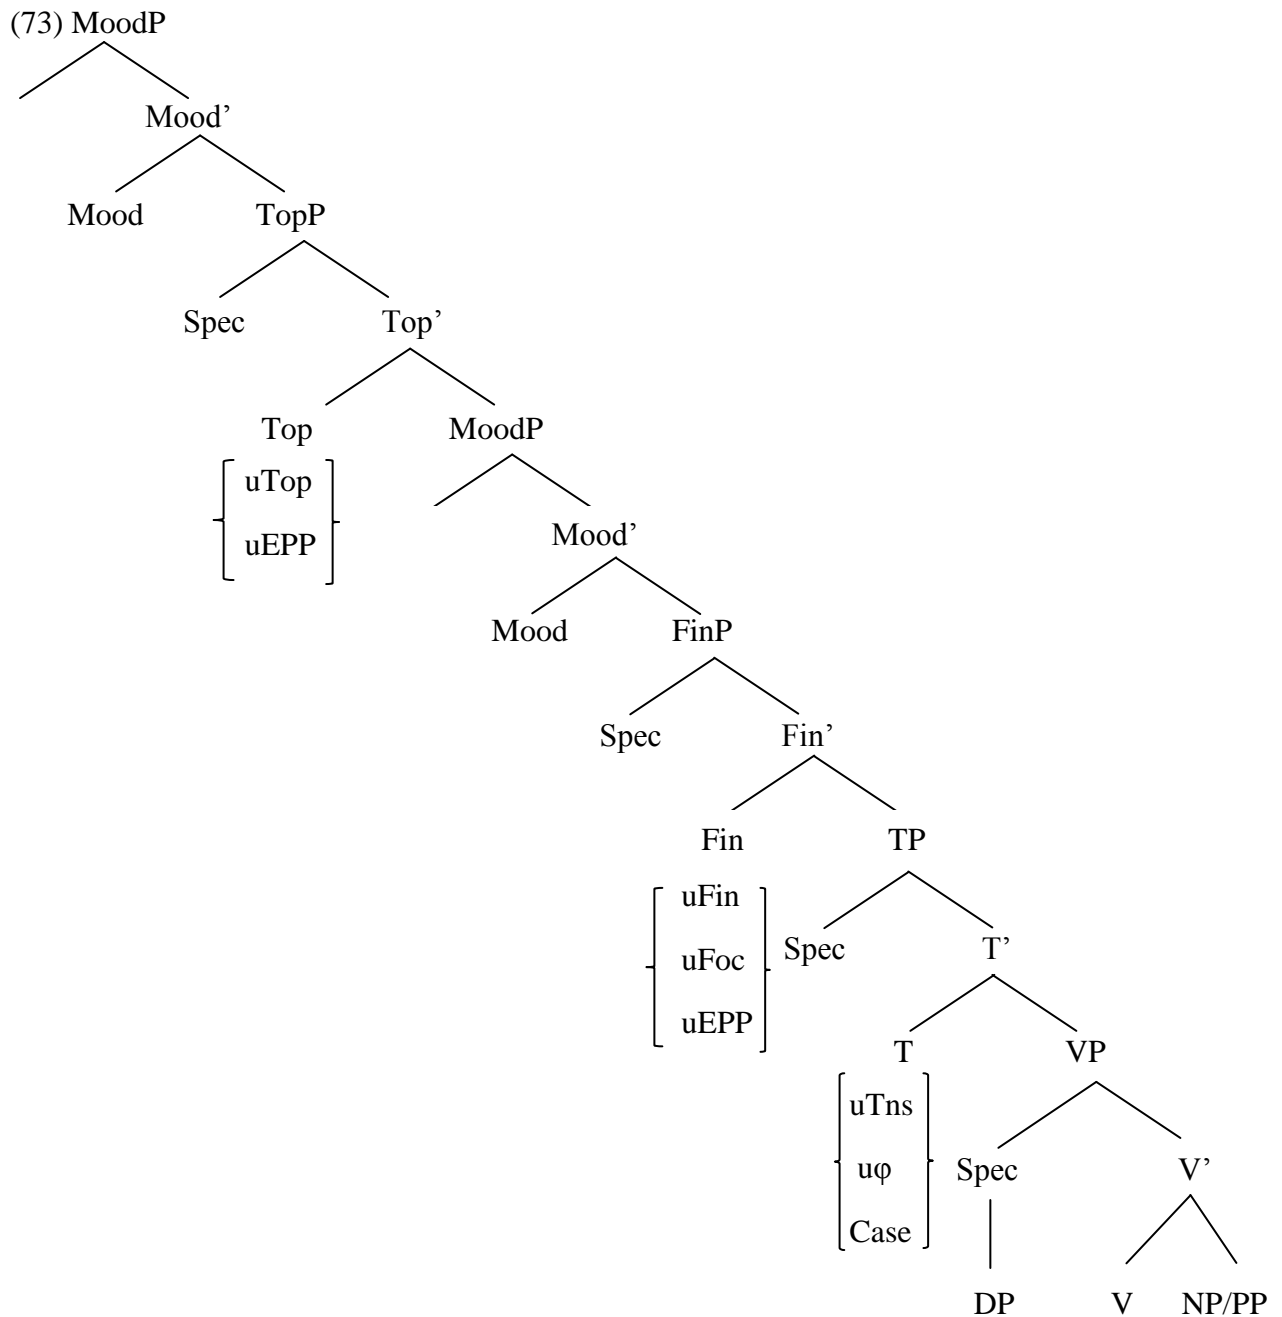 (73) MoodP
Mood’
Mood TopP
Spec Top’
Top MoodP
uTop
uEPP
Mood’
Mood FinP
Spec Fin’
Fin TP
uFin
Spec T’
uFoc
uEPP
T VP
uTns
Spec V’
uφ
Case
DP V NP/PP